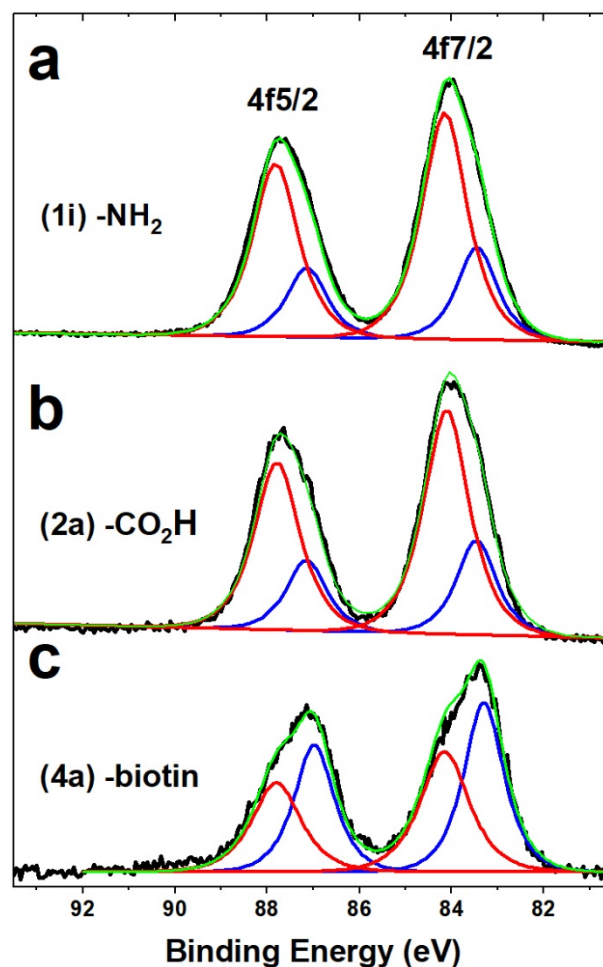 a
4f7/2
4f5/2
(1i) -NH₂
b
(2a) -CO₂H
c
(4a) -biotin
92 90 88 86 84 82
Binding Energy (eV)